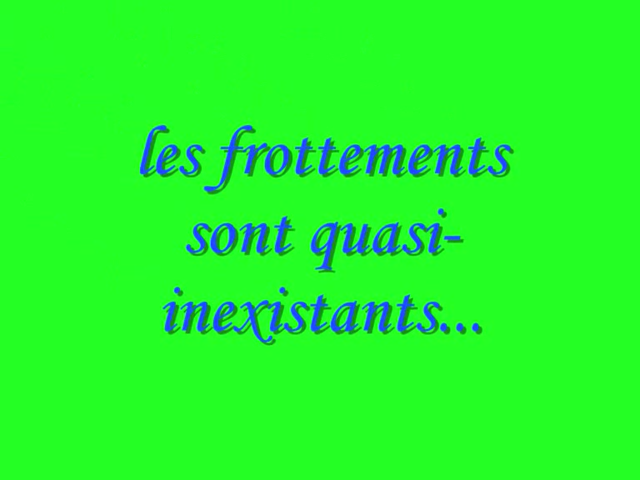 les frottements
sont quasi-
inexistants...